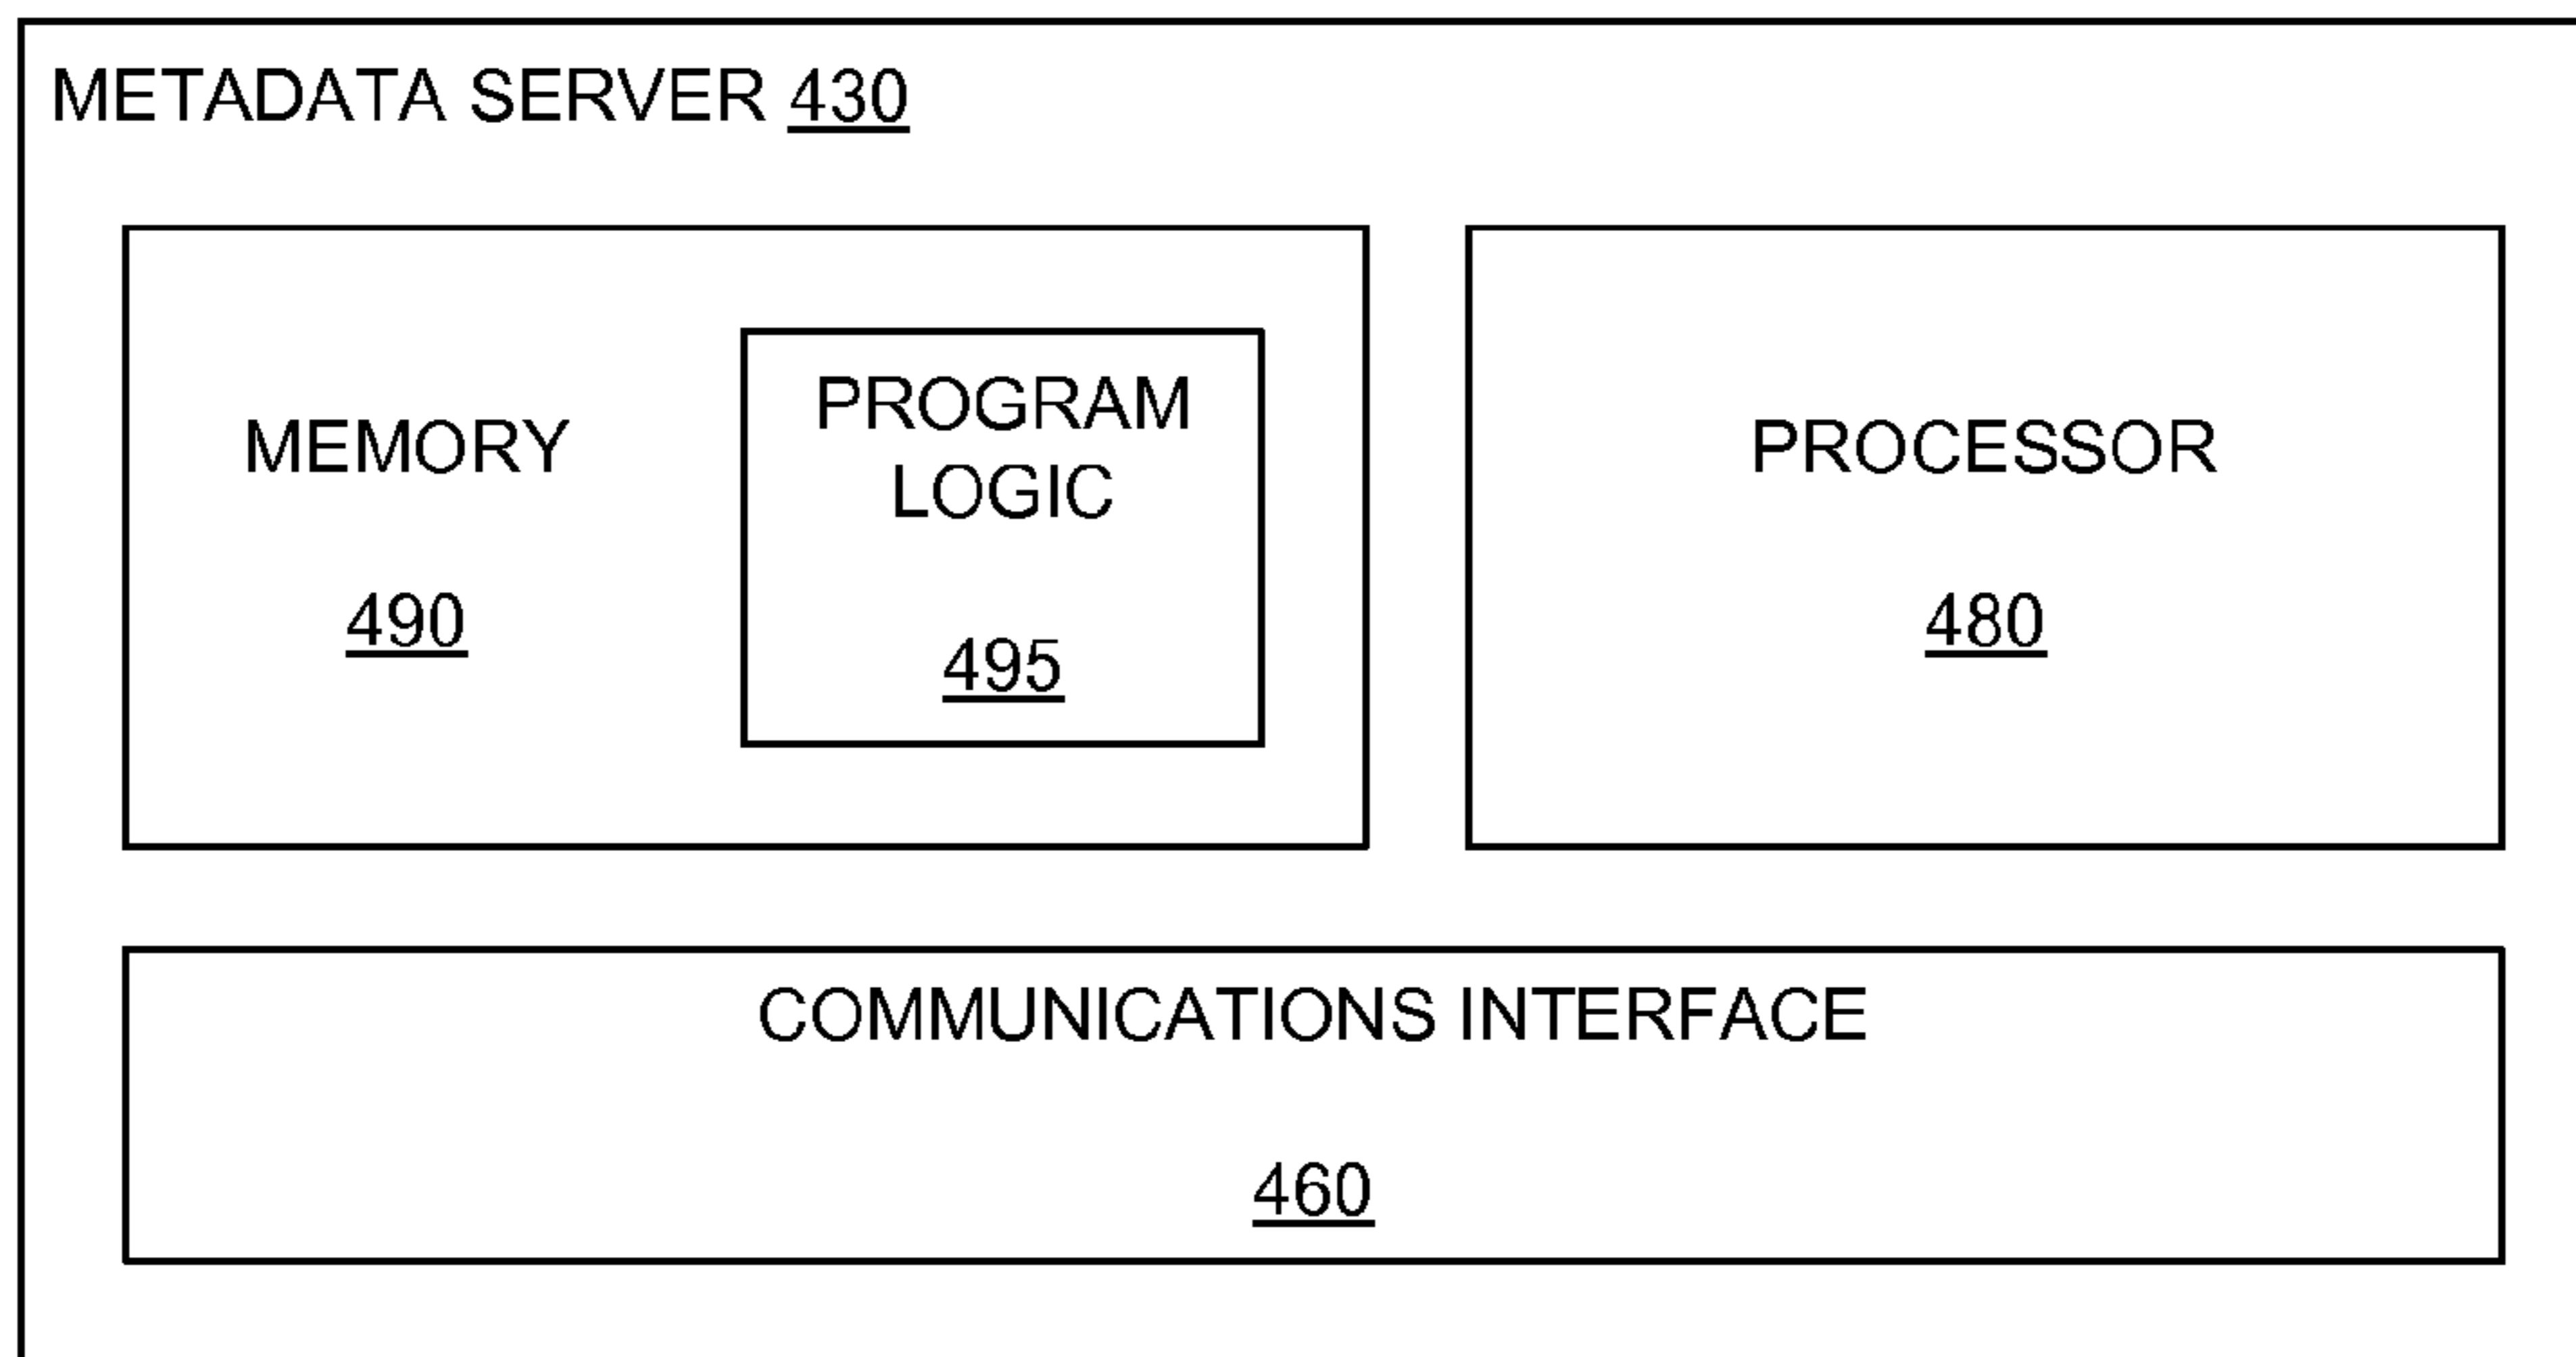 METADATA SERVER 430
MEMORY
490
PROGRAM
LOGIC
495
PROCESSOR
480
COMMUNICATIONS INTERFACE
460